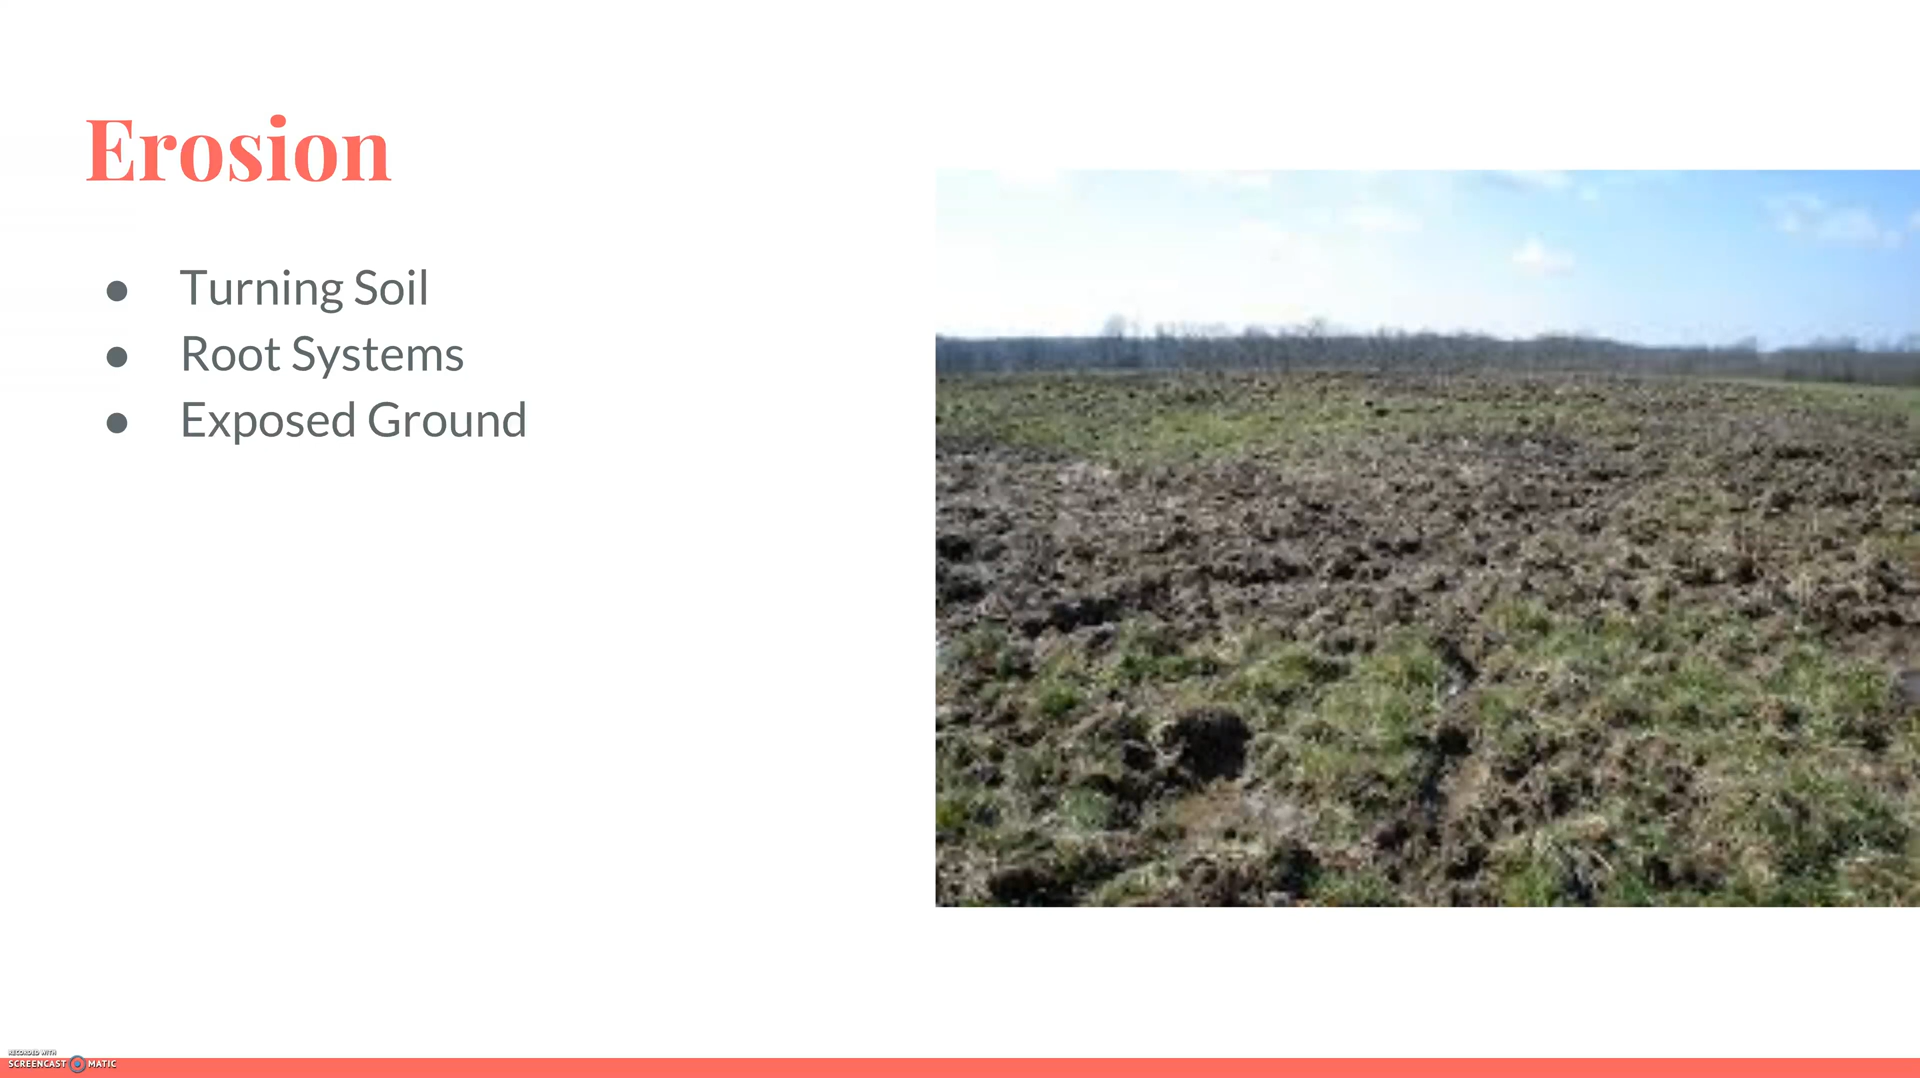 Erosion
● Turning Soil
● Root Systems
● Exposed Ground
RECORDED WITH
SCREENCAST MATIC